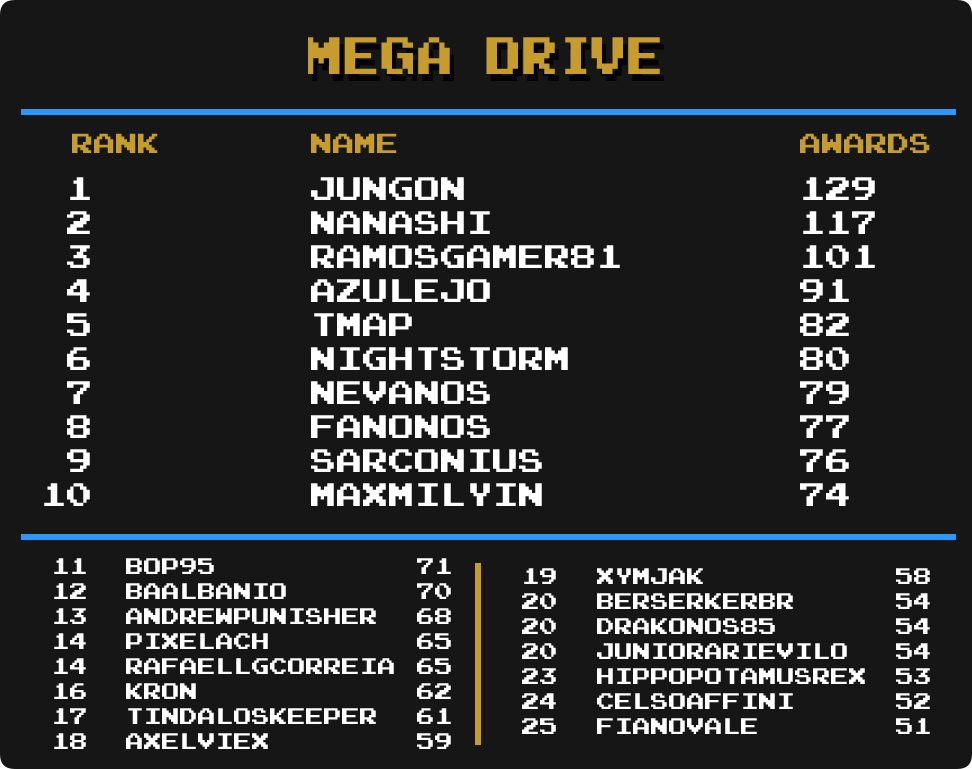 MEGA DRIVE
RANK NAME AWARDS
1 JUNGON 129
2 NANASHI 117
3 RAMOSGAMER81 101
4 AZULEJO 91
5 TMAP 82
6 NIGHTSTORM 80
7 NEVANOS 79
8 FANONOS 77
9 SARCONIUS 76
10 MAXMILYIN 74
11 BOP95 71
12 BAALBANIO 70
13 ANDREWPUNISHER 68
14 PIXELACH 65
14 RAFAELLGCORREIA 65
16 KRON 62
17 TINDALOSKEEPER 61
18 AXELVIEX 59
19 XYMJAK 58
20 BERSERKERBR 54
20 DRAKONOS85 54
20 JUNIORARIEVILO 54
23 HIPPOPOTAMUSREX 53
24 CELSOAFFINI 52
25 FIANOVALE 51